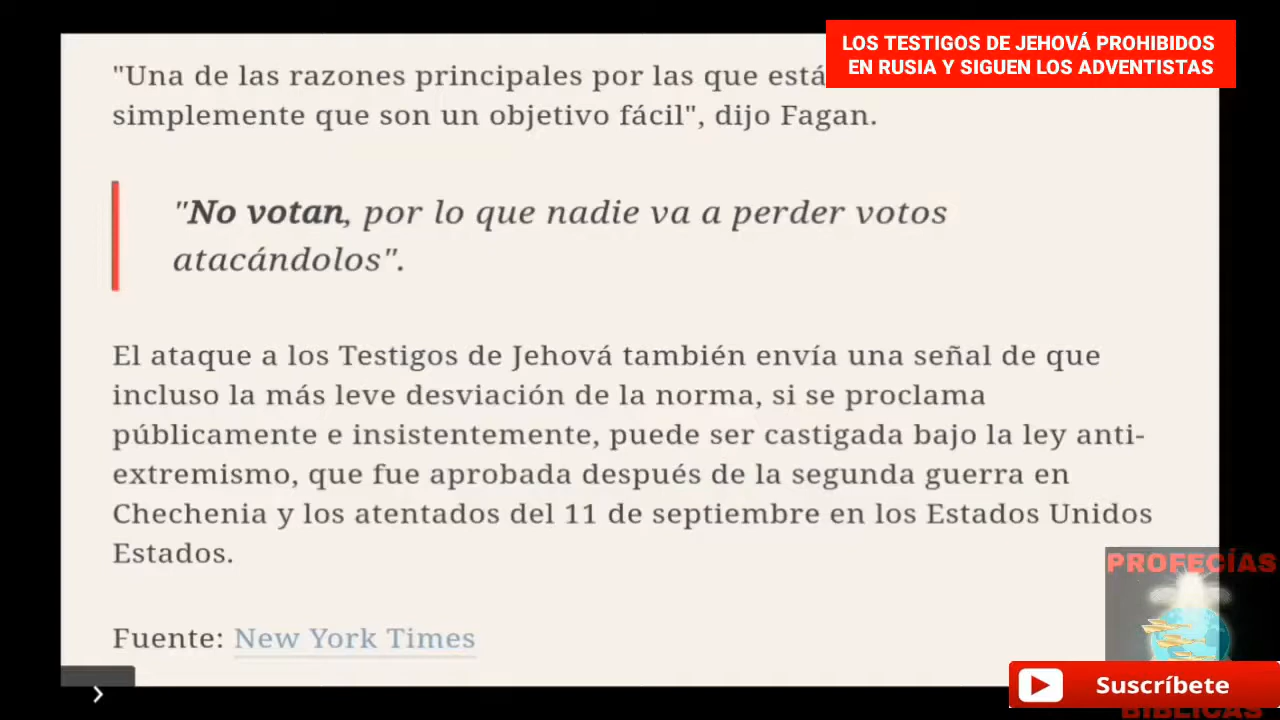 LOS TESTIGOS DE JEHOVÁ PROHIBIDOS
EN RUSIA Y SIGUEN LOS ADVENTISTAS
"Una de las razones principales por las que está
simplemente que son un objetivo fácil", dijo Fagan.
"No votan, por lo que nadie va a perder votos
atacándolos".
El ataque a los Testigos de Jehová también envía una señal de que
incluso la más leve desviación de la norma, si se proclama
públicamente e insistentemente, puede ser castigada bajo la ley anti-
extremismo, que fue aprobada después de la segunda guerra en
Chechenia y los atentados del 11 de septiembre en los Estados Unidos
Estados.
Fuente: New York Times
PROFECÍAS
Suscríbete
BÍBLICAS